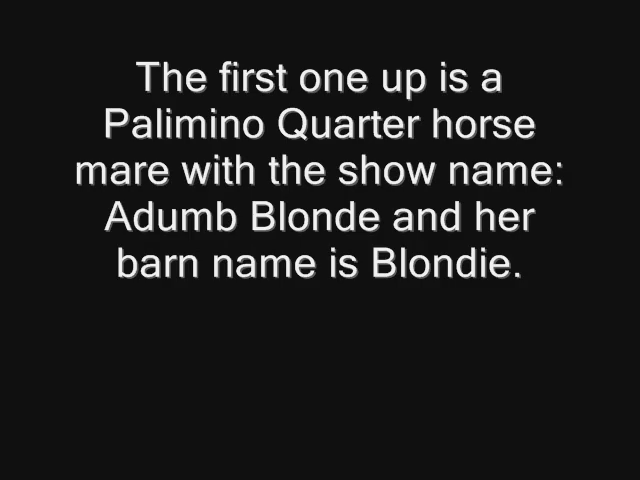 The first one up is a
Palimino Quarter horse
mare with the show name:
Adumb Blonde and her
barn name is Blondie.